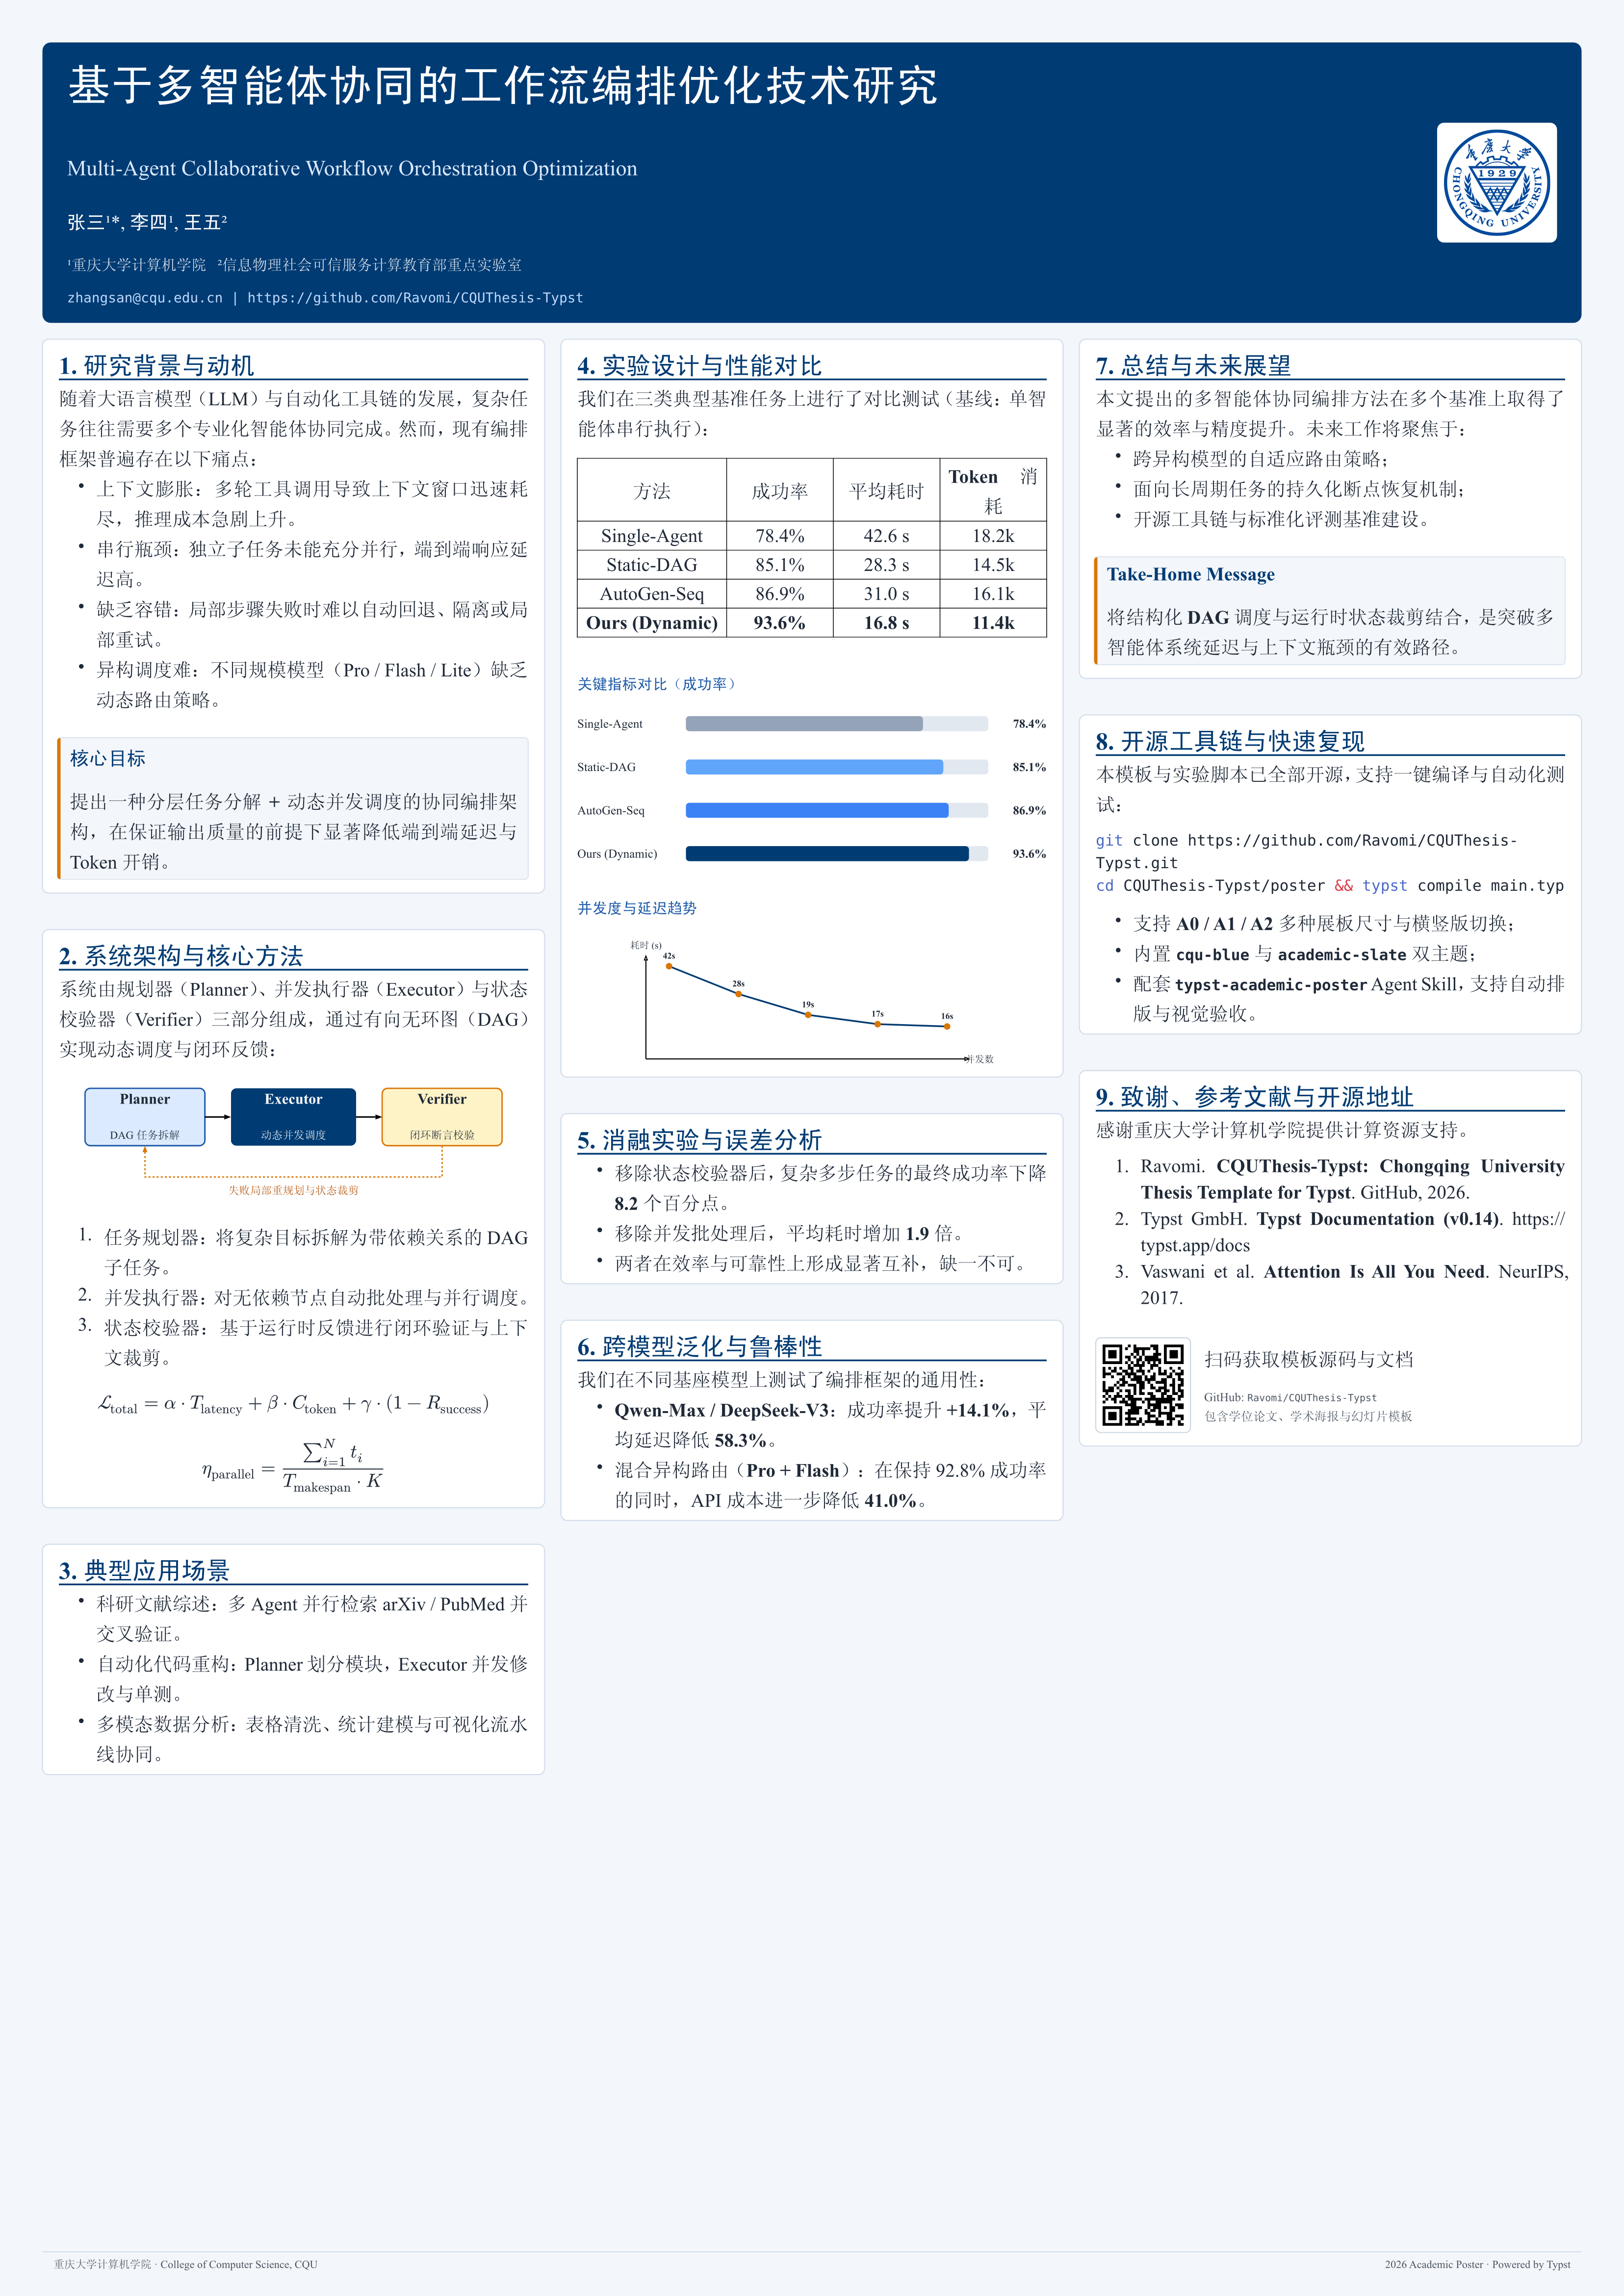 基于多智能体协同的工作流编排优化技术研究
Multi-Agent Collaborative Workflow Orchestration Optimization
张三¹*, 李四¹, 王五²
¹重庆大学计算机学院 ²信息物理社会可信服务计算教育部重点实验室
zhangsan@cqu.edu.cn | https://github.com/Ravomi/CQUThesis-Typst
重庆大学
1929
CHONGQING UNIVERSITY
1. 研究背景与动机
随着大语言模型（LLM）与自动化工具链的发展，复杂任
务往往需要多个专业化智能体协同完成。然而，现有编排
框架普遍存在以下痛点：
• 上下文膨胀：多轮工具调用导致上下文窗口迅速耗
尽，推理成本急剧上升。
• 串行瓶颈：独立子任务未能充分并行，端到端响应延
迟高。
• 缺乏容错：局部步骤失败时难以自动回退、隔离或局
部重试。
• 异构调度难：不同规模模型（Pro / Flash / Lite）缺乏
动态路由策略。
核心目标
提出一种分层任务分解 + 动态并发调度的协同编排架
构，在保证输出质量的前提下显著降低端到端延迟与
Token 开销。
2. 系统架构与核心方法
系统由规划器（Planner）、并发执行器（Executor）与状态
校验器（Verifier）三部分组成，通过有向无环图（DAG）
实现动态调度与闭环反馈：
Planner
DAG 任务拆解
Executor
动态并发调度
Verifier
闭环断言校验
失败局部重规划与状态裁剪
1. 任务规划器：将复杂目标拆解为带依赖关系的 DAG
子任务。
2. 并发执行器：对无依赖节点自动批处理与并行调度。
3. 状态校验器：基于运行时反馈进行闭环验证与上下
文裁剪。
ℒ_total = α · T_latency + β · C_token + γ · (1 − R_success)
η_parallel = ∑_{i=1}^{N} t_i / (T_makespan · K)
3. 典型应用场景
• 科研文献综述：多 Agent 并行检索 arXiv / PubMed 并
交叉验证。
• 自动化代码重构：Planner 划分模块，Executor 并发修
改与单测。
• 多模态数据分析：表格清洗、统计建模与可视化流水
线协同。
4. 实验设计与性能对比
我们在三类典型基准任务上进行了对比测试（基线：单智
能体串行执行）：
方法 成功率 平均耗时 Token 消
耗
Single-Agent 78.4% 42.6 s 18.2k
Static-DAG 85.1% 28.3 s 14.5k
AutoGen-Seq 86.9% 31.0 s 16.1k
Ours (Dynamic) 93.6% 16.8 s 11.4k
关键指标对比（成功率）
Single-Agent 78.4%
Static-DAG 85.1%
AutoGen-Seq 86.9%
Ours (Dynamic) 93.6%
并发度与延迟趋势
耗时 (s)
42s
28s
19s
17s
16s
并发数
5. 消融实验与误差分析
• 移除状态校验器后，复杂多步任务的最终成功率下降
8.2 个百分点。
• 移除并发批处理后，平均耗时增加 1.9 倍。
• 两者在效率与可靠性上形成显著互补，缺一不可。
6. 跨模型泛化与鲁棒性
我们在不同基座模型上测试了编排框架的通用性：
• Qwen-Max / DeepSeek-V3：成功率提升 +14.1%，平
均延迟降低 58.3%。
• 混合异构路由（Pro + Flash）：在保持 92.8% 成功率
的同时，API 成本进一步降低 41.0%。
7. 总结与未来展望
本文提出的多智能体协同编排方法在多个基准上取得了
显著的效率与精度提升。未来工作将聚焦于：
• 跨异构模型的自适应路由策略；
• 面向长周期任务的持久化断点恢复机制；
• 开源工具链与标准化评测基准建设。
Take-Home Message
将结构化 DAG 调度与运行时状态裁剪结合，是突破多
智能体系统延迟与上下文瓶颈的有效路径。
8. 开源工具链与快速复现
本模板与实验脚本已全部开源，支持一键编译与自动化测
试：
git clone https://github.com/Ravomi/CQUThesis-
Typst.git
cd CQUThesis-Typst/poster && typst compile main.typ
• 支持 A0 / A1 / A2 多种展板尺寸与横竖版切换；
• 内置 cqu-blue 与 academic-slate 双主题；
• 配套 typst-academic-poster Agent Skill，支持自动排
版与视觉验收。
9. 致谢、参考文献与开源地址
感谢重庆大学计算机学院提供计算资源支持。
1. Ravomi. CQUThesis-Typst: Chongqing University
Thesis Template for Typst. GitHub, 2026.
2. Typst GmbH. Typst Documentation (v0.14). https://
typst.app/docs
3. Vaswani et al. Attention Is All You Need. NeurIPS,
2017.
扫码获取模板源码与文档
GitHub: Ravomi/CQUThesis-Typst
包含学位论文、学术海报与幻灯片模板
重庆大学计算机学院 · College of Computer Science, CQU
2026 Academic Poster · Powered by Typst